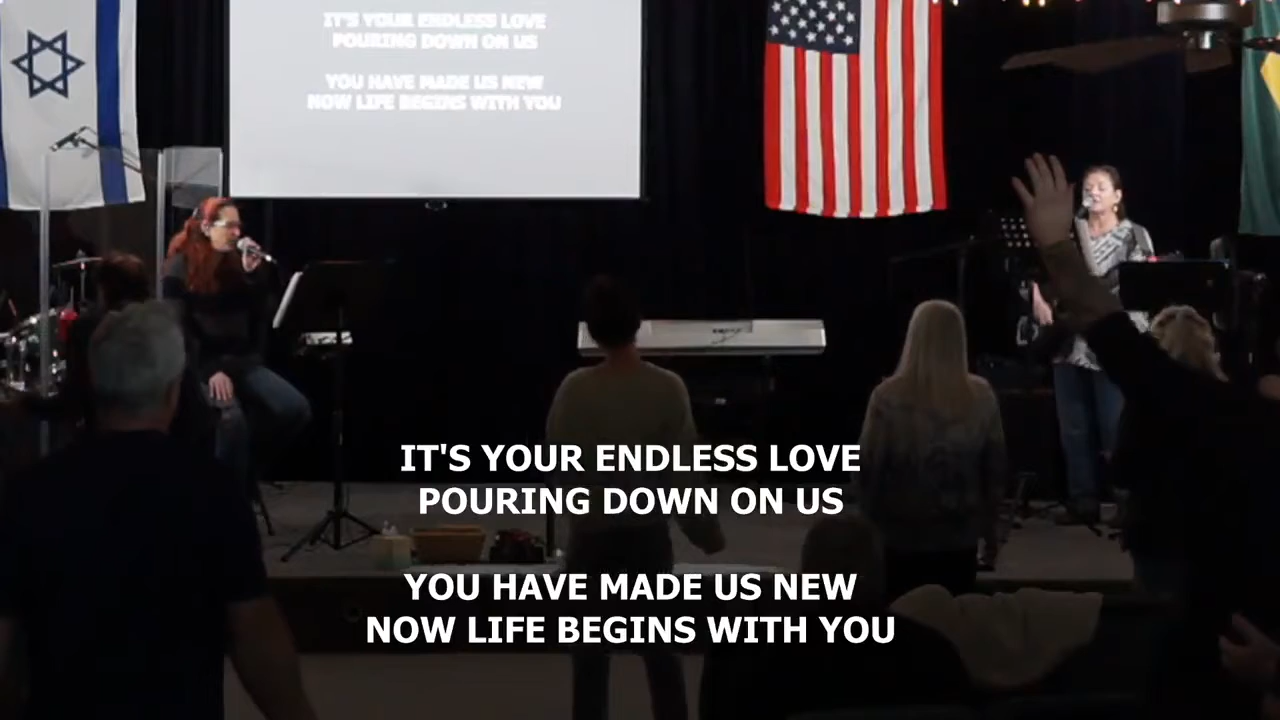 IT'S YOUR ENDLESS LOVE
POURING DOWN ON US
YOU HAVE MADE US NEW
NOW LIFE BEGINS WITH YOU
IT'S YOUR ENDLESS LOVE
POURING DOWN ON US
YOU HAVE MADE US NEW
NOW LIFE BEGINS WITH YOU